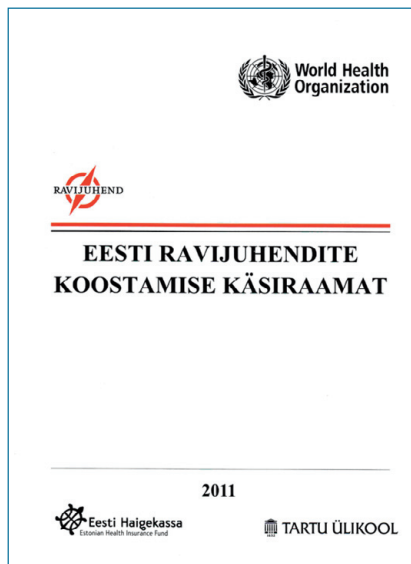 World Health
Organization
RAVIJUHEND
EESTI RAVIJUHENDITE
KOOSTAMISE KÄSIRAAMAT
2011
Eesti Haigekassa
Estonian Health Insurance Fund
TARTU ÜLIKOOL